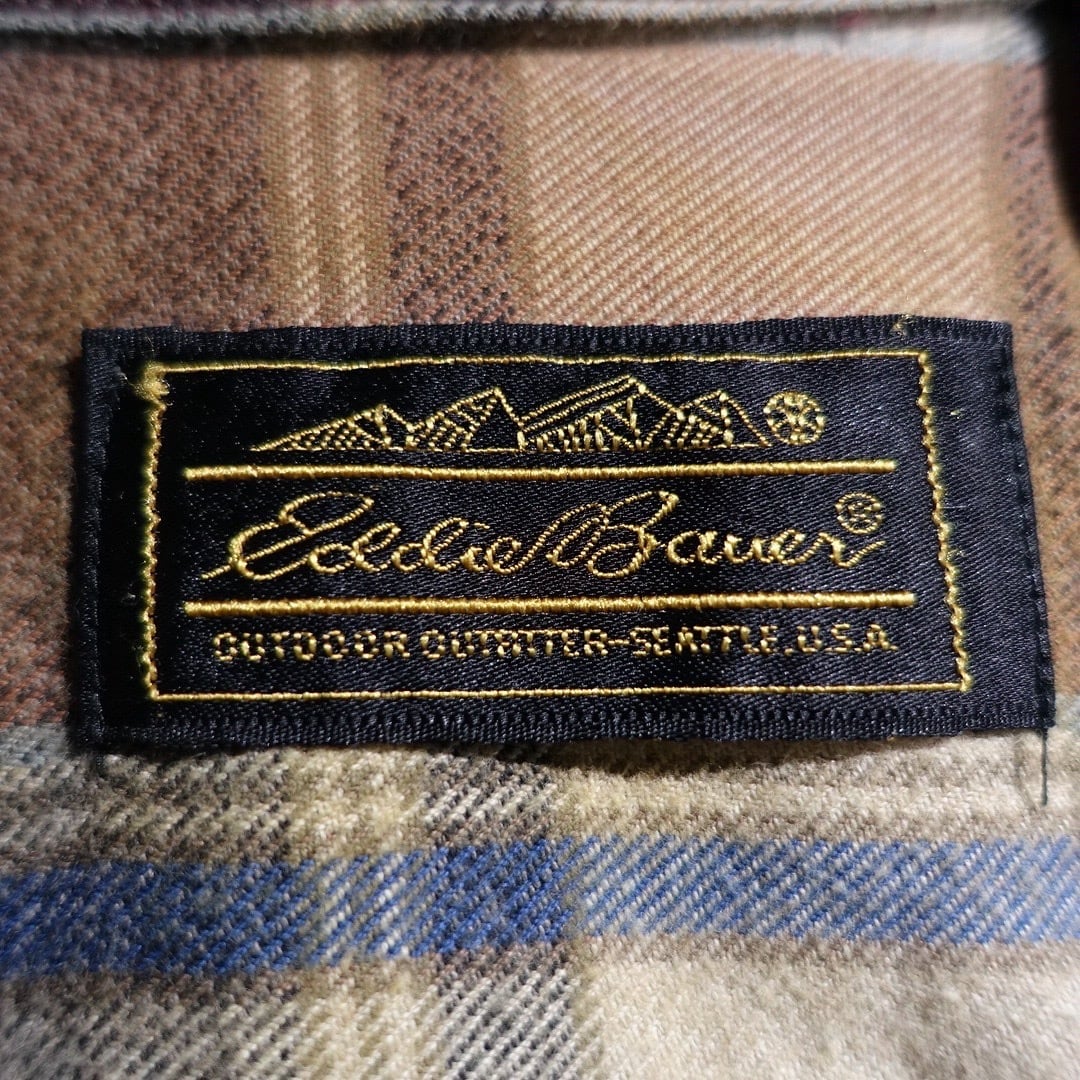 ®
Eddie Bauer®
OUTDOOR OUTFITTER-SEATTLE, U.S.A.